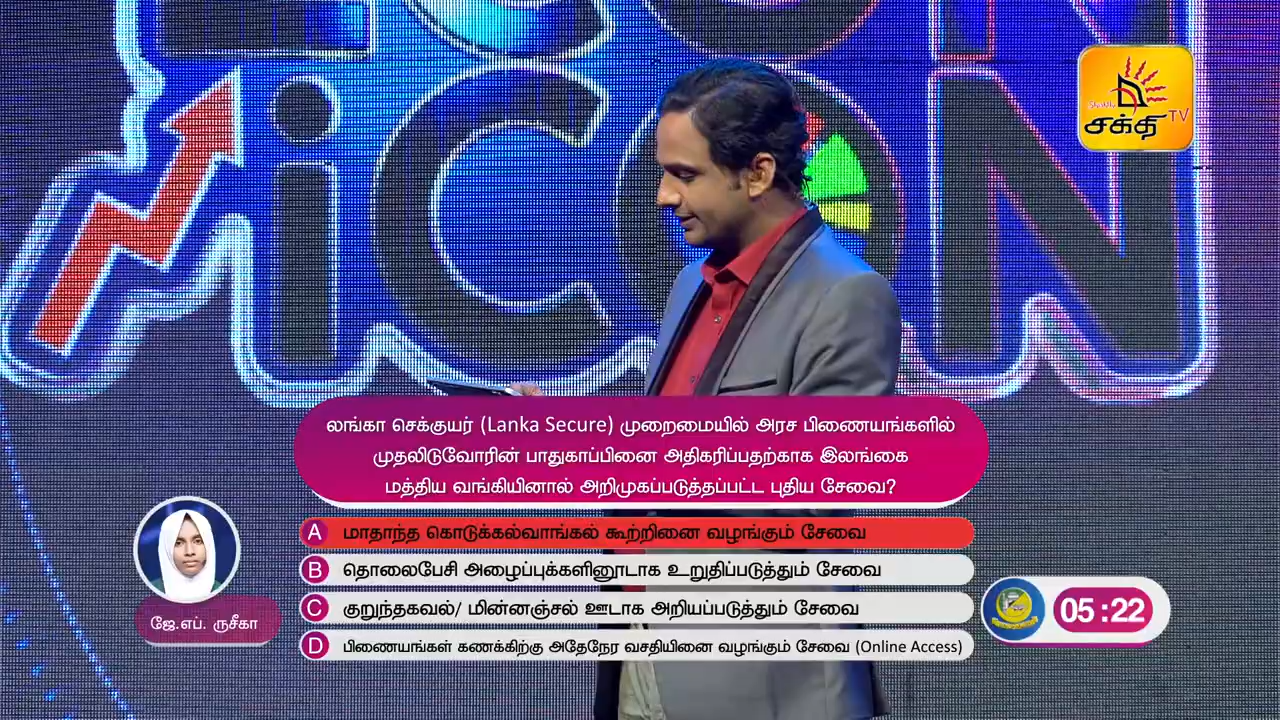 ECON
iCON
சக்தி TV
லங்கா செக்குயர் (Lanka Secure) முறைமையில் அரச பிணையங்களில்
முதலிடுவோரின் பாதுகாப்பினை அதிகரிப்பதற்காக இலங்கை
மத்திய வங்கியினால் அறிமுகப்படுத்தப்பட்ட புதிய சேவை?
A மாதாந்த கொடுக்கல்வாங்கல் கூற்றினை வழங்கும் சேவை
B தொலைபேசி அழைப்புக்களினூடாக உறுதிப்படுத்தும் சேவை
C குறுந்தகவல்/ மின்னஞ்சல் ஊடாக அறியப்படுத்தும் சேவை
D பிணையங்கள் கணக்கிற்கு அதேநேர வசதியினை வழங்கும் சேவை (Online Access)
ஜே.எப். ருசீகா
05 : 22